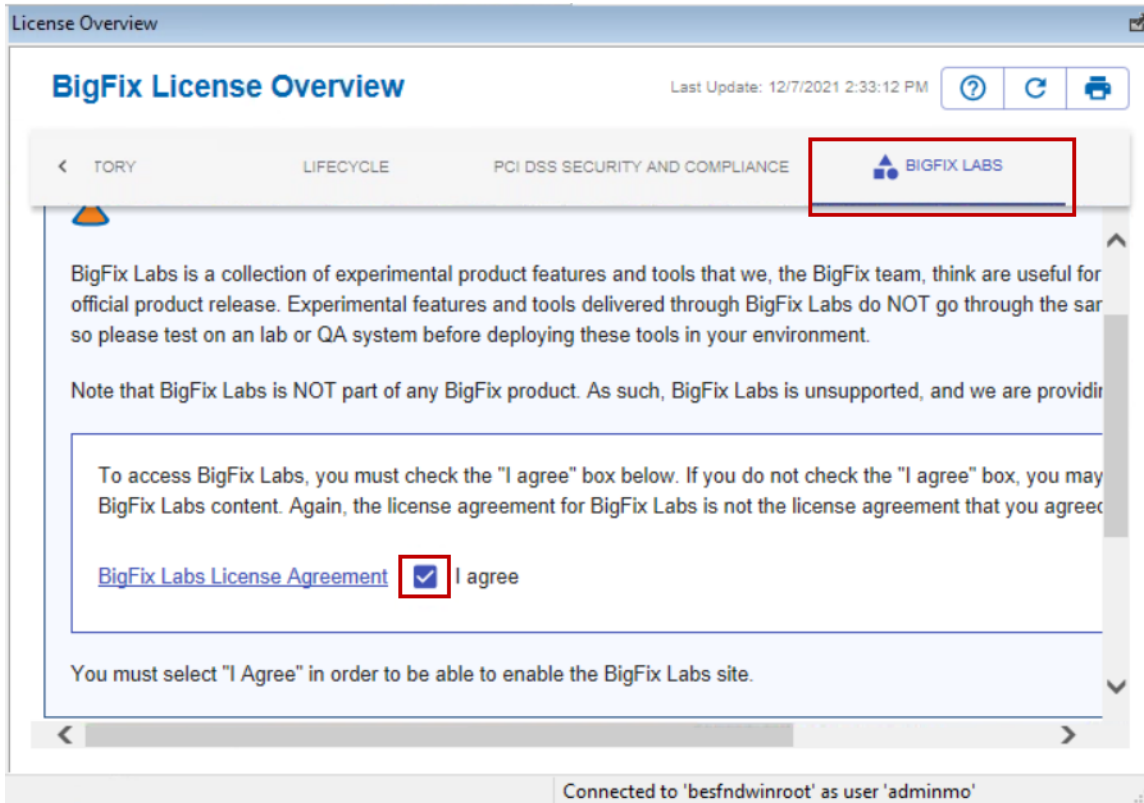 License Overview
BigFix License Overview
Last Update: 12/7/2021 2:33:12 PM
TORY LIFECYCLE PCI DSS SECURITY AND COMPLIANCE BIGFIX LABS
BigFix Labs is a collection of experimental product features and tools that we, the BigFix team, think are useful for
official product release. Experimental features and tools delivered through BigFix Labs do NOT go through the sar
so please test on an lab or QA system before deploying these tools in your environment.
Note that BigFix Labs is NOT part of any BigFix product. As such, BigFix Labs is unsupported, and we are providin
To access BigFix Labs, you must check the "I agree" box below. If you do not check the "I agree" box, you may
BigFix Labs content. Again, the license agreement for BigFix Labs is not the license agreement that you agreed
BigFix Labs License Agreement I agree
You must select "I Agree" in order to be able to enable the BigFix Labs site.
Connected to 'besfndwinroot' as user 'adminmo'